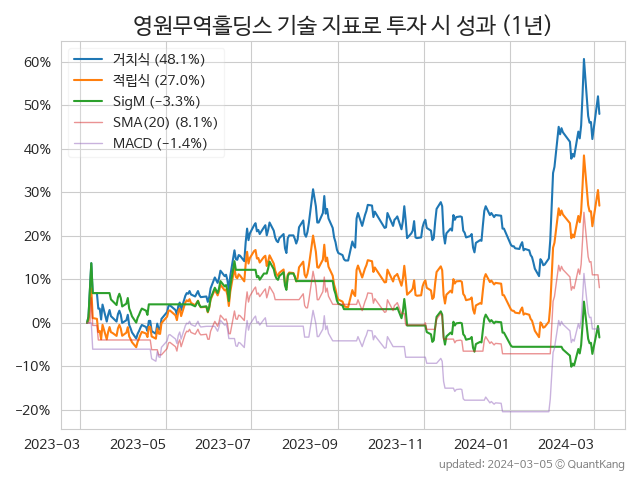 영원무역홀딩스 기술 지표로 투자 시 성과 (1년)
거치식 (48.1%)
적립식 (27.0%)
SigM (−3.3%)
SMA(20) (8.1%)
MACD (−1.4%)
60%
50%
40%
30%
20%
10%
0%
−10%
−20%
2023−03
2023−05
2023−07
2023−09
2023−11
2024−01
2024−03
updated: 2024−03−05 ⓒ QuantKang